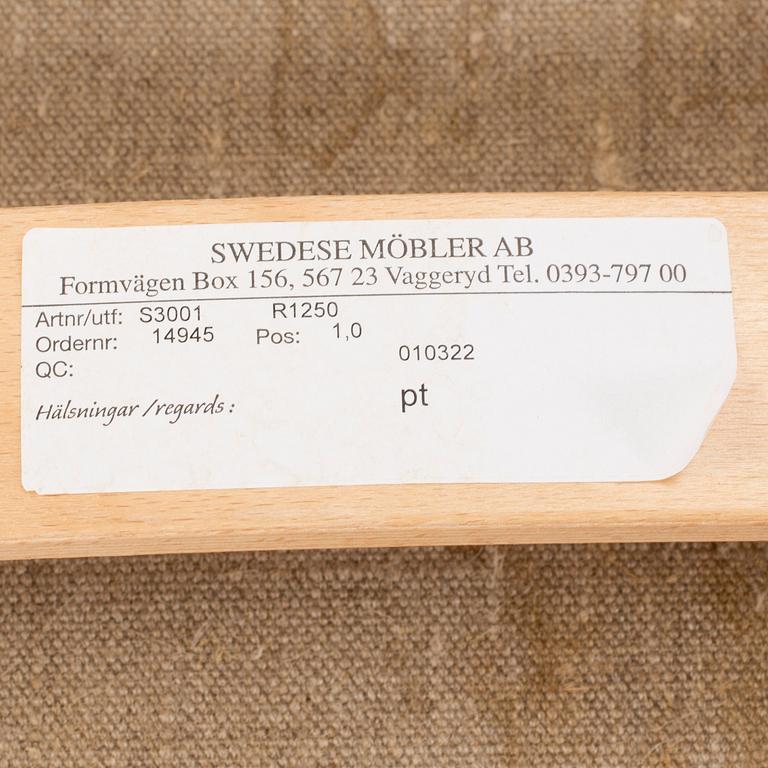 SWEDESE MÖBLER AB
Formvägen Box 156, 567 23 Vaggeryd Tel. 0393-797 00
Artnr/utf: S3001 R1250
Ordernr: 14945 Pos: 1,0
QC: 010322
Hälsningar /regards : pt